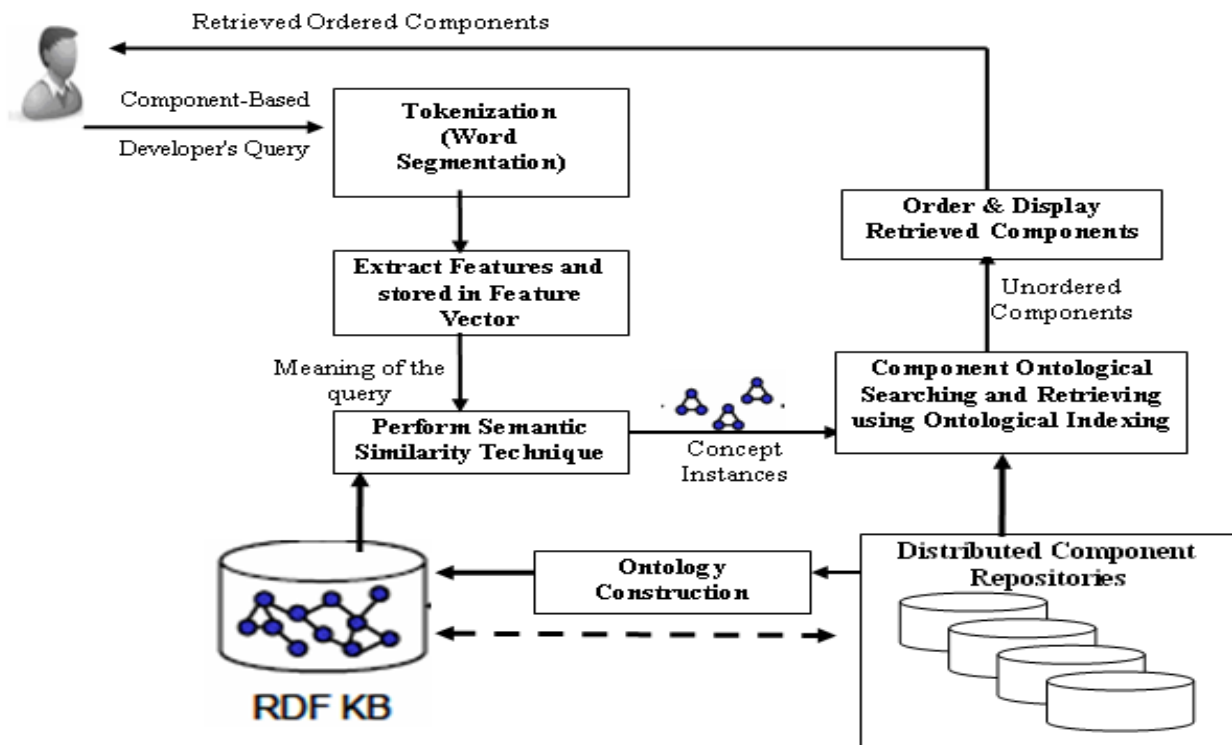 Retrieved Ordered Components
Component-Based
Developer's Query
Tokenization
(Word
Segmentation)
Extract Features and
stored in Feature
Vector
Meaning of the
query
Perform Semantic
Similarity Technique
Concept
Instances
Order & Display
Retrieved Components
Unordered
Components
Component Ontological
Searching and Retrieving
using Ontological Indexing
Ontology
Construction
Distributed Component
Repositories
RDF KB